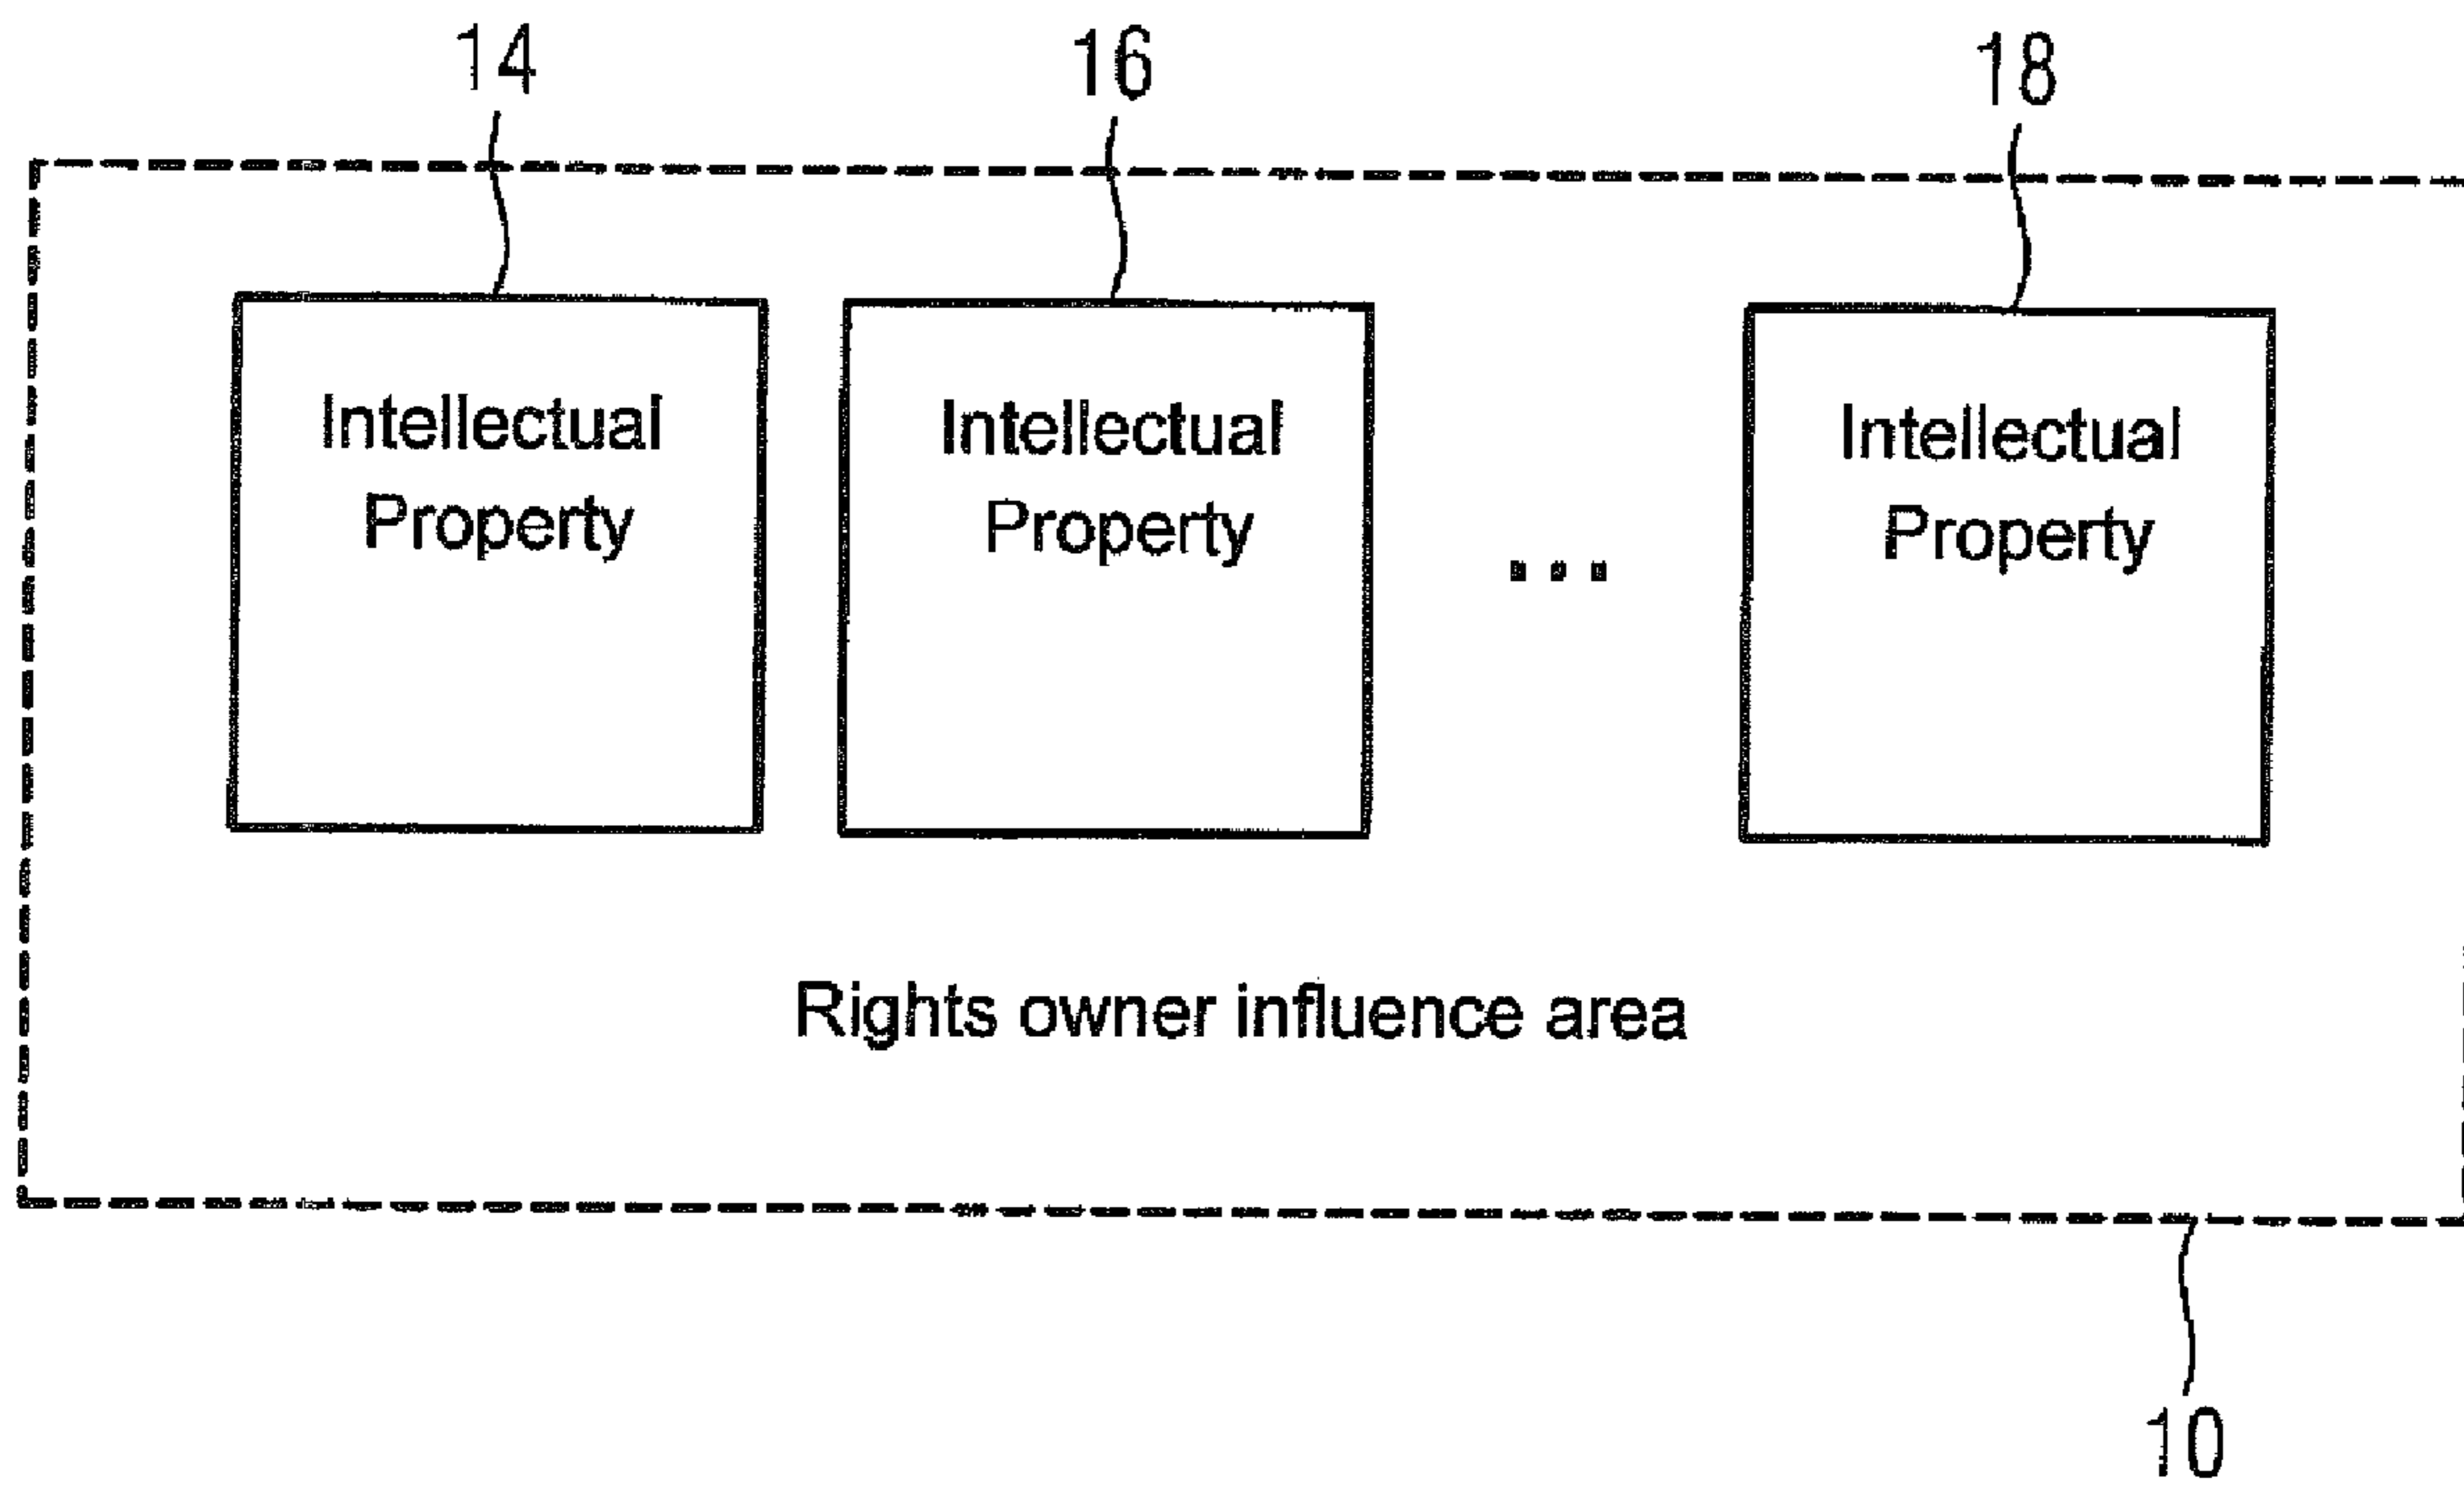 14
16
18
Intellectual
Property
Intellectual
Property
...
Intellectual
Property
Rights owner influence area
10